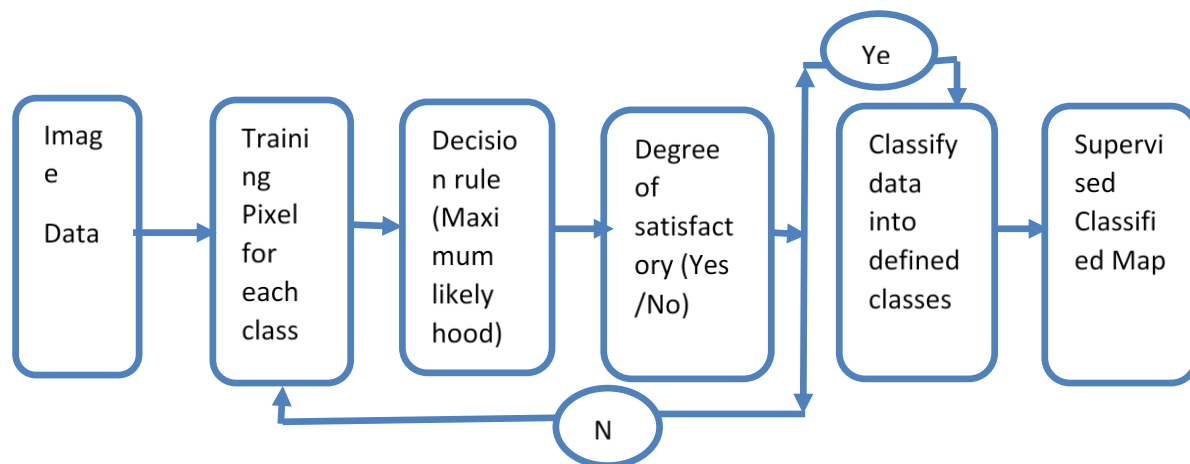 Imag
e
Data
Traini
ng
Pixel
for
each
class
Decisio
n rule
(Maxi
mum
likely
hood)
Degree
of
satisfact
ory (Yes
/No)
Ye
N
Classify
data
into
defined
classes
Supervi
sed
Classifi
ed Map